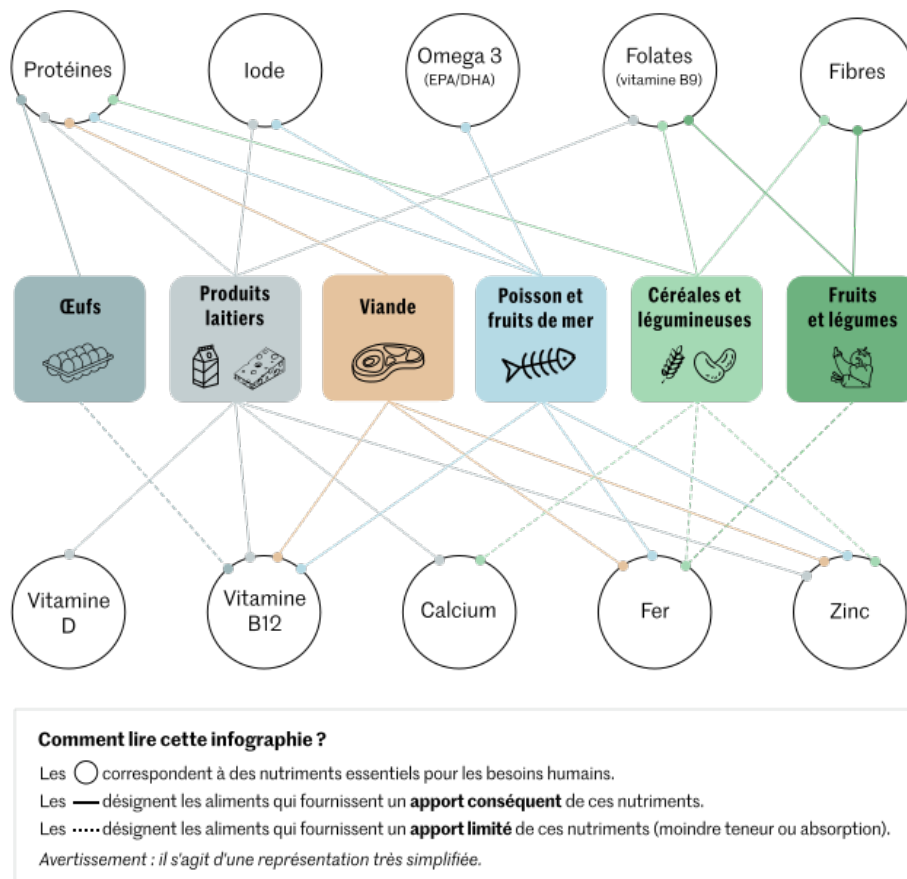 Protéines
Iode
Omega 3
(EPA/DHA)
Folates
(vitamine B9)
Fibres
Œufs
Produits
laitiers
Viande
Poisson et
fruits de mer
Céréales et
légumineuses
Fruits
et légumes
Vitamine
D
Vitamine
B12
Calcium
Fer
Zinc
Comment lire cette infographie ?
Les correspondent à des nutriments essentiels pour les besoins humains.
Les désignent les aliments qui fournissent un apport conséquent de ces nutriments.
Les désignent les aliments qui fournissent un apport limité de ces nutriments (moindre teneur ou absorption).
Avertissement : il s'agit d'une représentation très simplifiée.